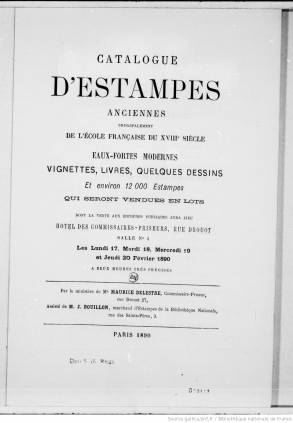 CATALOGUE
D'ESTAMPES
ANCIENNES
PRINCIPALEMENT
DE L'ÉCOLE FRANÇAISE DU XVIIIᵉ SIÈCLE
EAUX-FORTES MODERNES
VIGNETTES, LIVRES, QUELQUES DESSINS
Et environ 12 000 Estampes
QUI SERONT VENDUES EN LOTS
DONT LA VENTE AUX ENCHÈRES PUBLIQUES AURA LIEU
HOTEL DES COMMISSAIRES-PRISEURS, RUE DROUOT
SALLE N° 4
Les Lundi 17, Mardi 18, Mercredi 19
et Jeudi 20 Février 1890
A DEUX HEURES TRÈS PRÉCISES
Par le ministère de Mᵉ MAURICE DELESTRE, Commissaire-Priseur,
rue Drouot 27,
Assisté de M. J. BOUILLON, marchand d'Estampes de la Bibliothèque Nationale,
rue des Saints-Pères, 3.
PARIS 1890
Source gallica.bnf.fr / Bibliothèque nationale de France